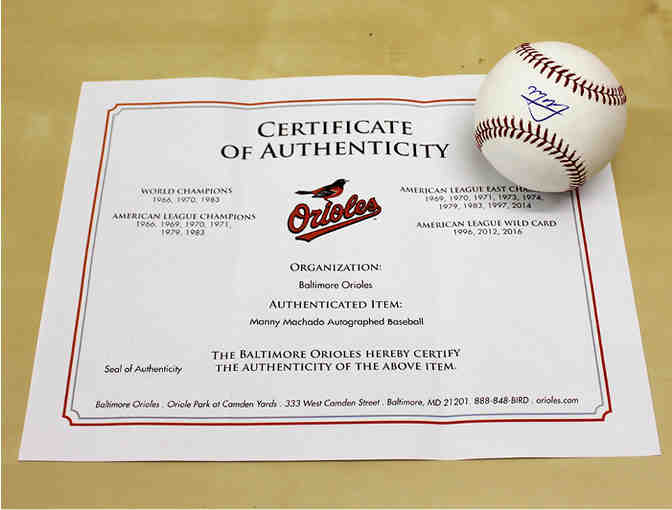 CERTIFICATE
OF AUTHENTICITY
WORLD CHAMPIONS
1966, 1970, 1983
AMERICAN LEAGUE CHAMPIONS
1966, 1969, 1970, 1971,
1979, 1983
Orioles
AMERICAN LEAGUE EAST
1969, 1970, 1971, 1973, 1974,
1979, 1983, 1997, 2014
AMERICAN LEAGUE WILD CARD
1996, 2012, 2016
ORGANIZATION:
Baltimore Orioles
AUTHENTICATED ITEM:
Manny Machado Autographed Baseball
Seal of Authenticity
THE BALTIMORE ORIOLES HEREBY CERTIFY
THE AUTHENTICITY OF THE ABOVE ITEM.
Baltimore Orioles . Oriole Park at Camden Yards . 333 West Camden Street . Baltimore, MD 21201. 888-848-BIRD . orioles.com